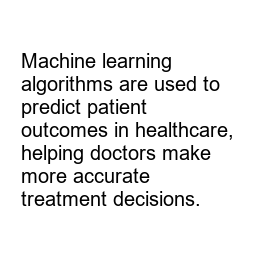 Machine learning
algorithms are used to
predict patient
outcomes in healthcare,
helping doctors make
more accurate
treatment decisions.